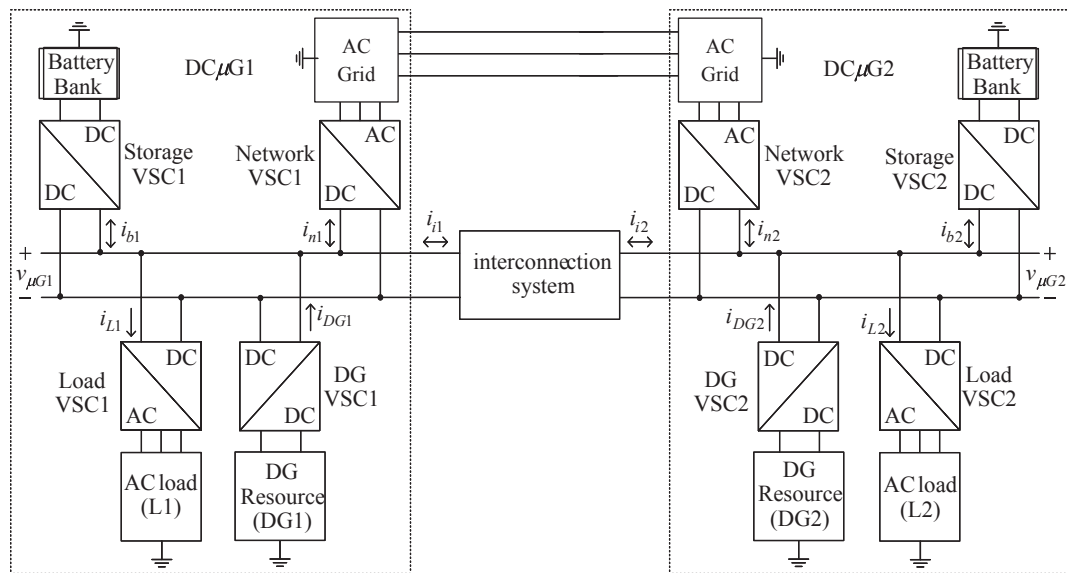 Battery
Bank
DC
DC
Storage
VSC1
DCμG1
AC
Grid
Network
VSC1
AC
DC
i_b1
i_n1
i_i1
+
v_μG1
−
i_L1
i_DG1
Load
VSC1
DC
AC
AC load
(L1)
DC
DC
DG
VSC1
DG
Resource
(DG1)
interconnection
system
i_i2
AC
Grid
DCμG2
Battery
Bank
AC
DC
Network
VSC2
Storage
VSC2
DC
DC
i_n2
i_b2
+
v_μG2
−
i_DG2
i_L2
DG
VSC2
DC
DC
DG
Resource
(DG2)
DC
AC
Load
VSC2
AC load
(L2)